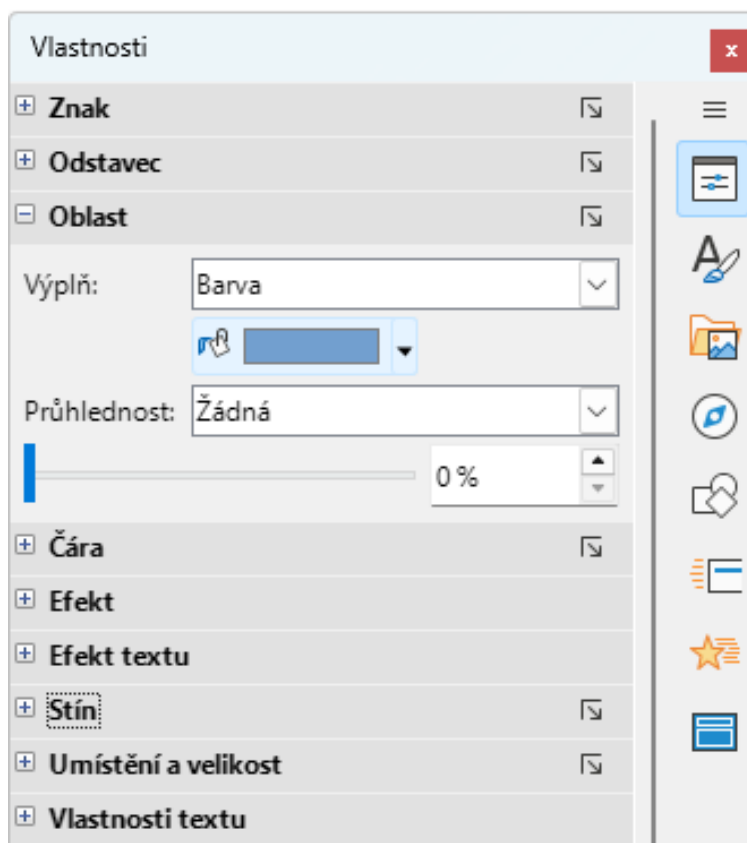 Vlastnosti
Znak
Odstavec
Oblast
Výplň: Barva
Průhlednost: Žádná
0 %
Čára
Efekt
Efekt textu
Stín
Umístění a velikost
Vlastnosti textu